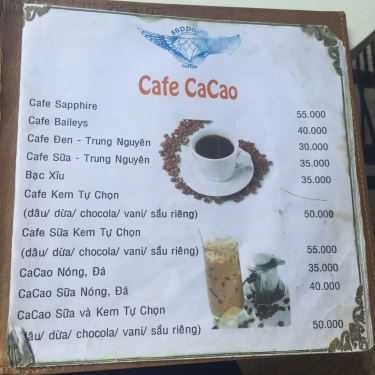 Cafe CaCao
Cafe Sapphire 55.000
Cafe Baileys 40.000
Cafe Đen - Trung Nguyên 30.000
Cafe Sữa - Trung Nguyên 35.000
Bạc Xỉu 35.000
Cafe Kem Tự Chọn
(dâu/ dừa/ chocola/ vani/ sầu riêng) 50.000
Cafe Sữa Kem Tự Chọn
(dâu/ dừa/ chocola/ vani/ sầu riêng) 55.000
CaCao Nóng, Đá 35.000
CaCao Sữa Nóng, Đá 40.000
CaCao Sữa và Kem Tự Chọn
dâu/ dừa/ chocola/ vani/ sầu riêng) 50.000